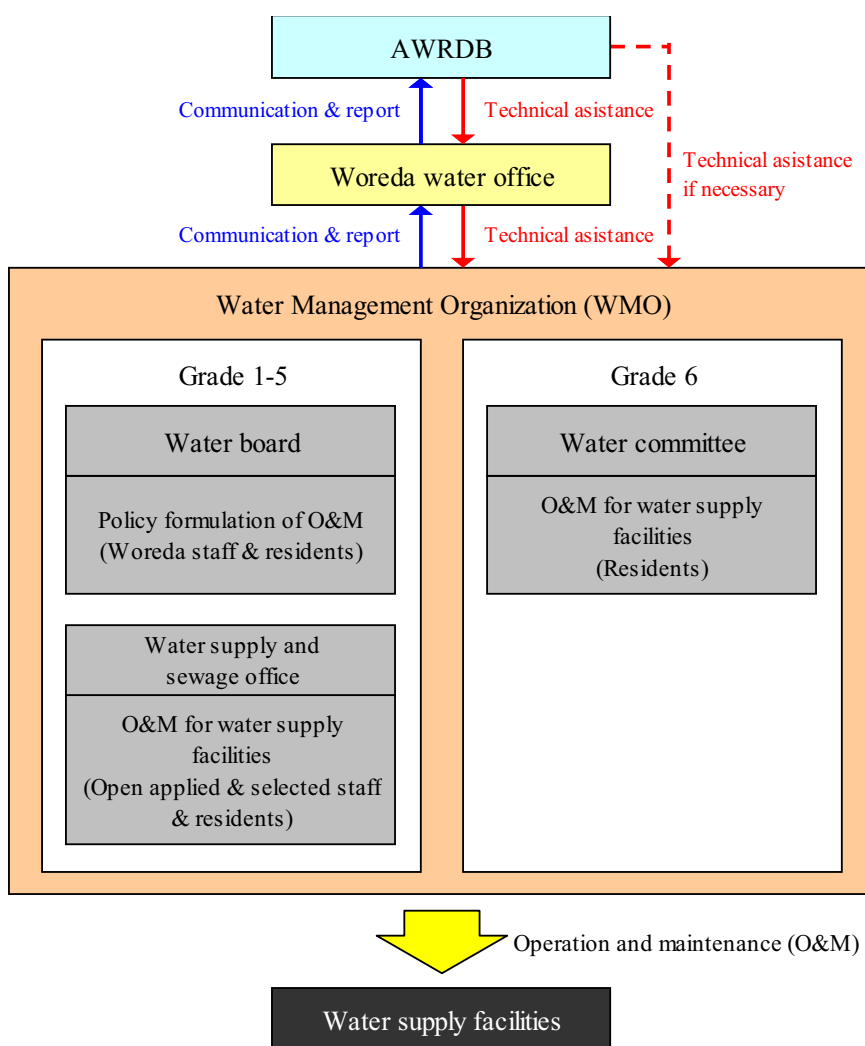 AWRDB
Communication & report
Technical asistance
Technical asistance
if necessary
Woreda water office
Communication & report
Technical asistance
Water Management Organization (WMO)
Grade 1-5
Water board
Policy formulation of O&M
(Woreda staff & residents)
Water supply and
sewage office
O&M for water supply
facilities
(Open applied & selected staff
& residents)
Grade 6
Water committee
O&M for water supply
facilities
(Residents)
Operation and maintenance (O&M)
Water supply facilities